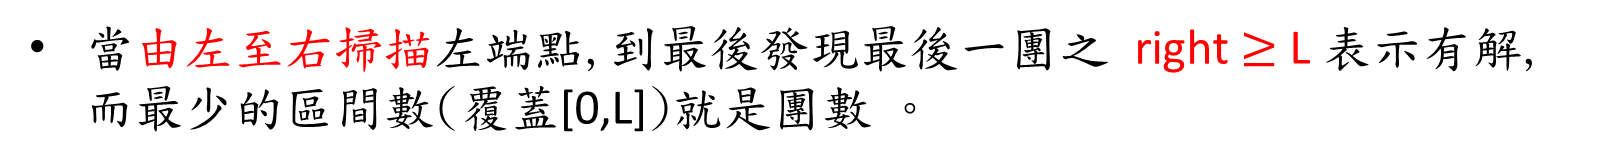 • 當由左至右掃描左端點, 到最後發現最後一團之 right ≥ L 表示有解,
而最少的區間數(覆蓋[0,L])就是團數 。